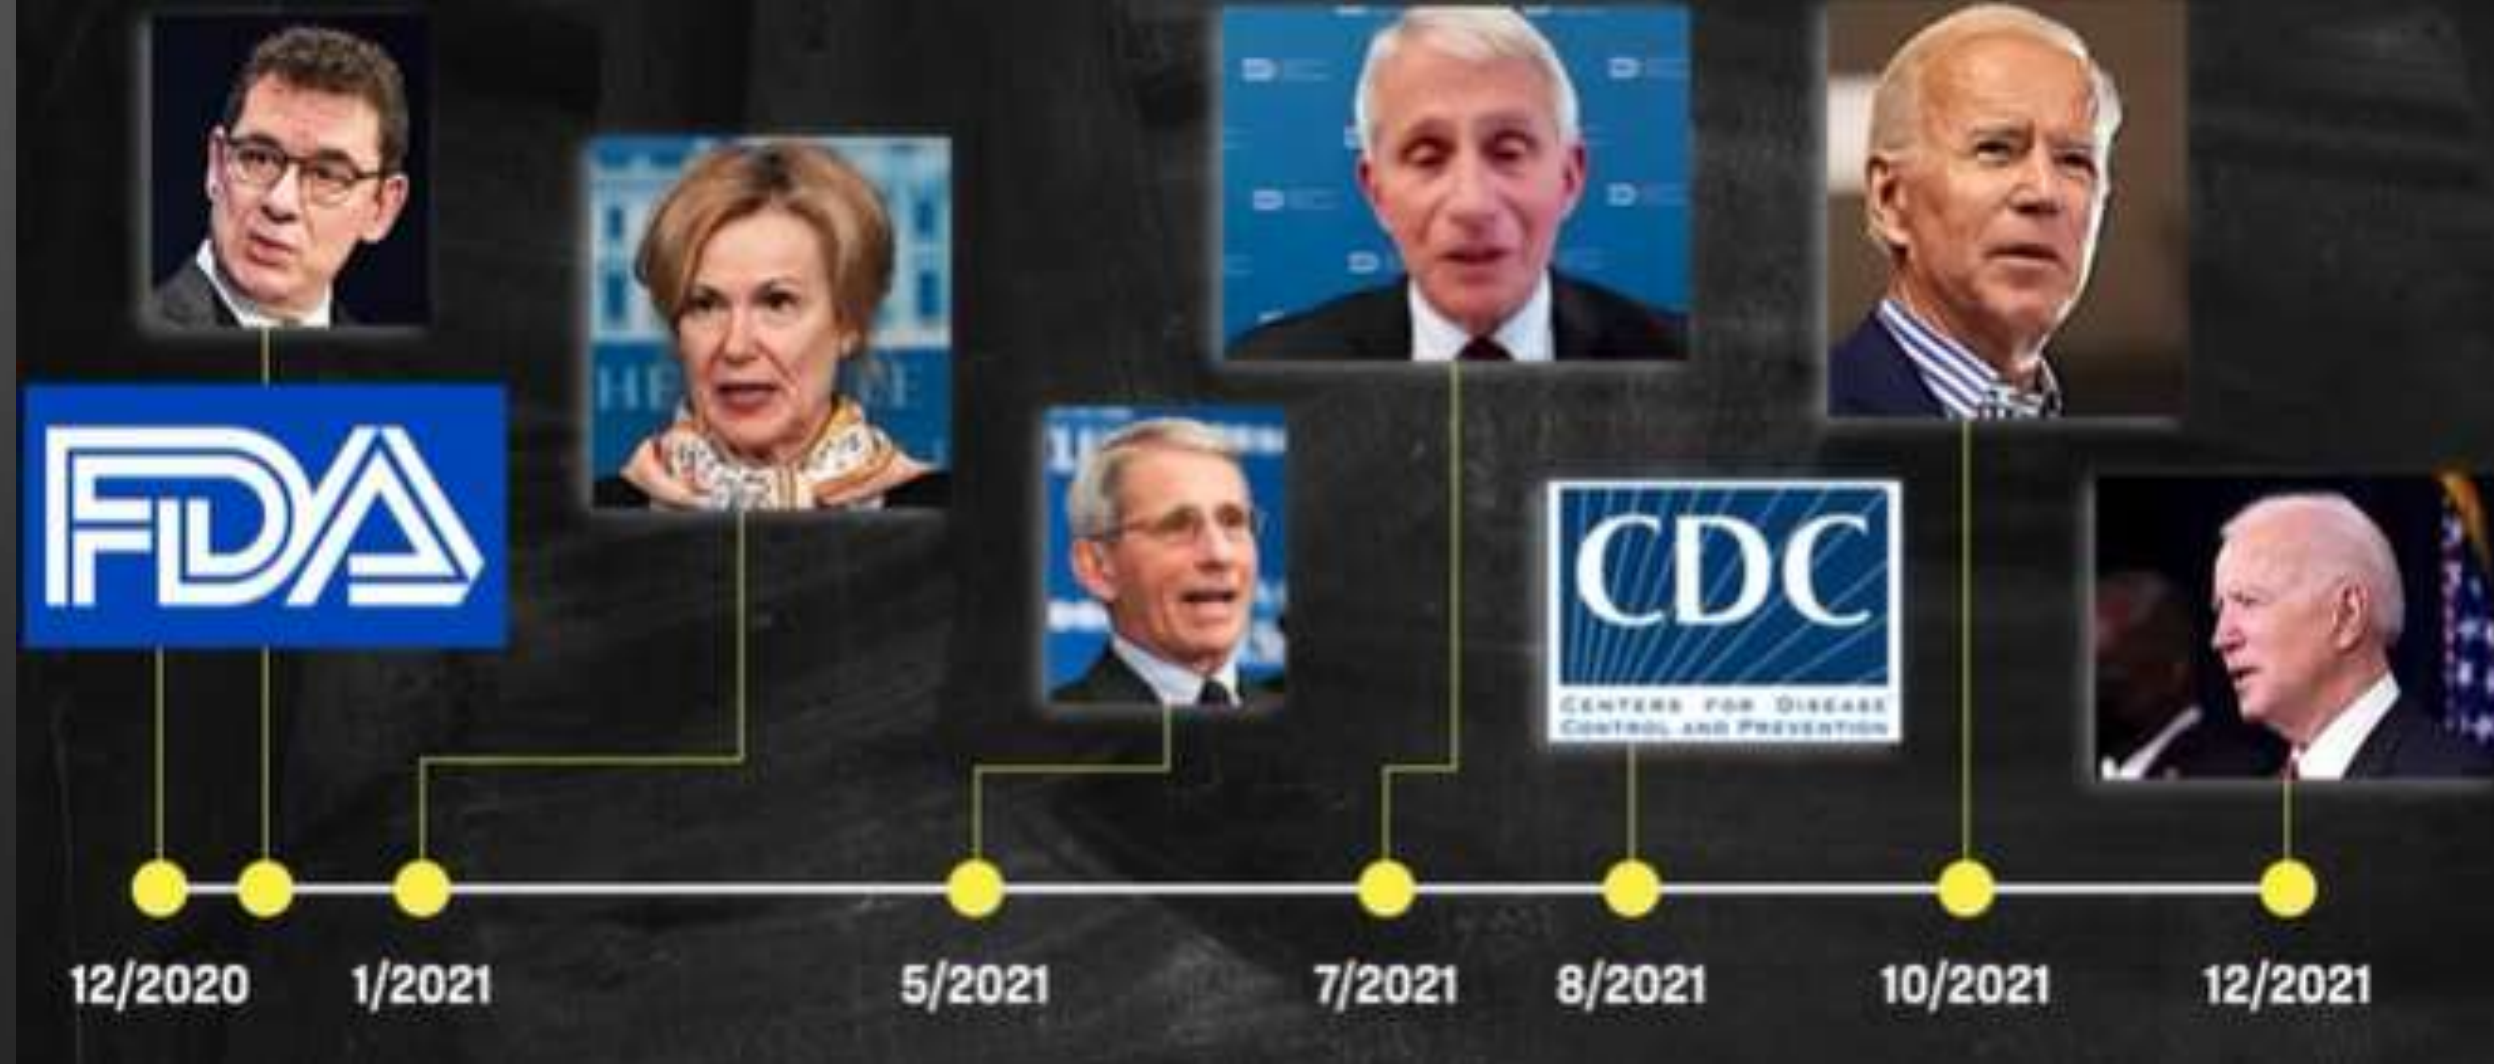 FDA
CDC
CENTERS FOR DISEASE
CONTROL AND PREVENTION
12/2020
1/2021
5/2021
7/2021
8/2021
10/2021
12/2021